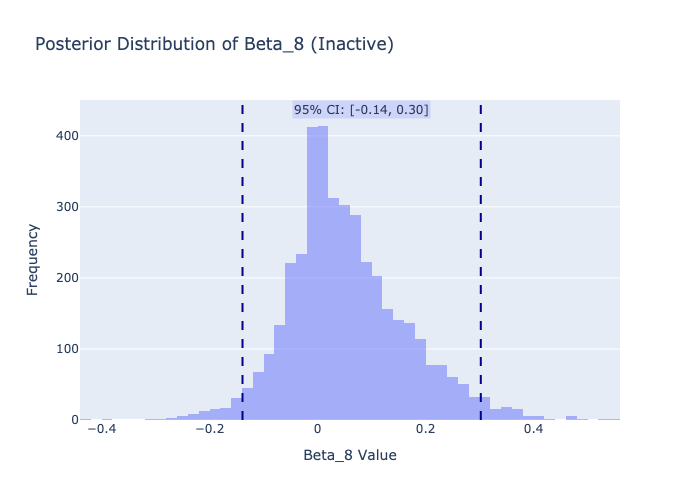 Posterior Distribution of Beta_8 (Inactive)
95% CI: [-0.14, 0.30]
400
300
200
100
0
Frequency
−0.4
−0.2
0
0.2
0.4
Beta_8 Value